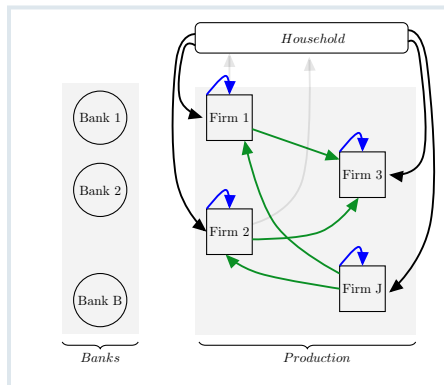 Household
Bank 1
Firm 1
Bank 2
Firm 3
Firm 2
Bank B
Firm J
Banks
Production